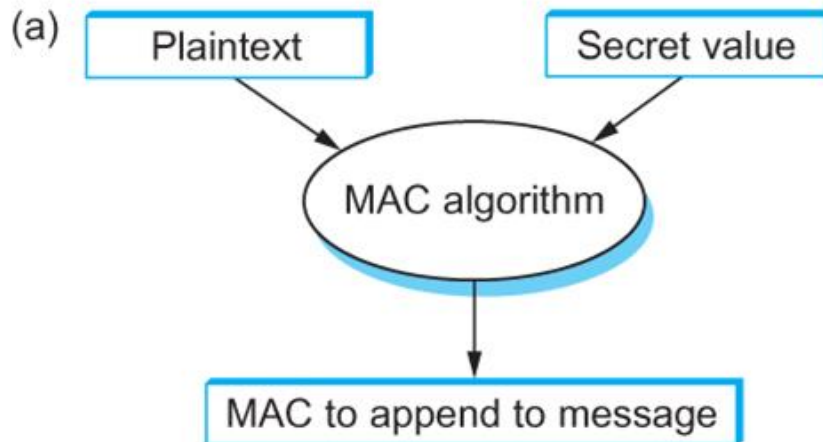 (a)
Plaintext
Secret value
MAC algorithm
MAC to append to message